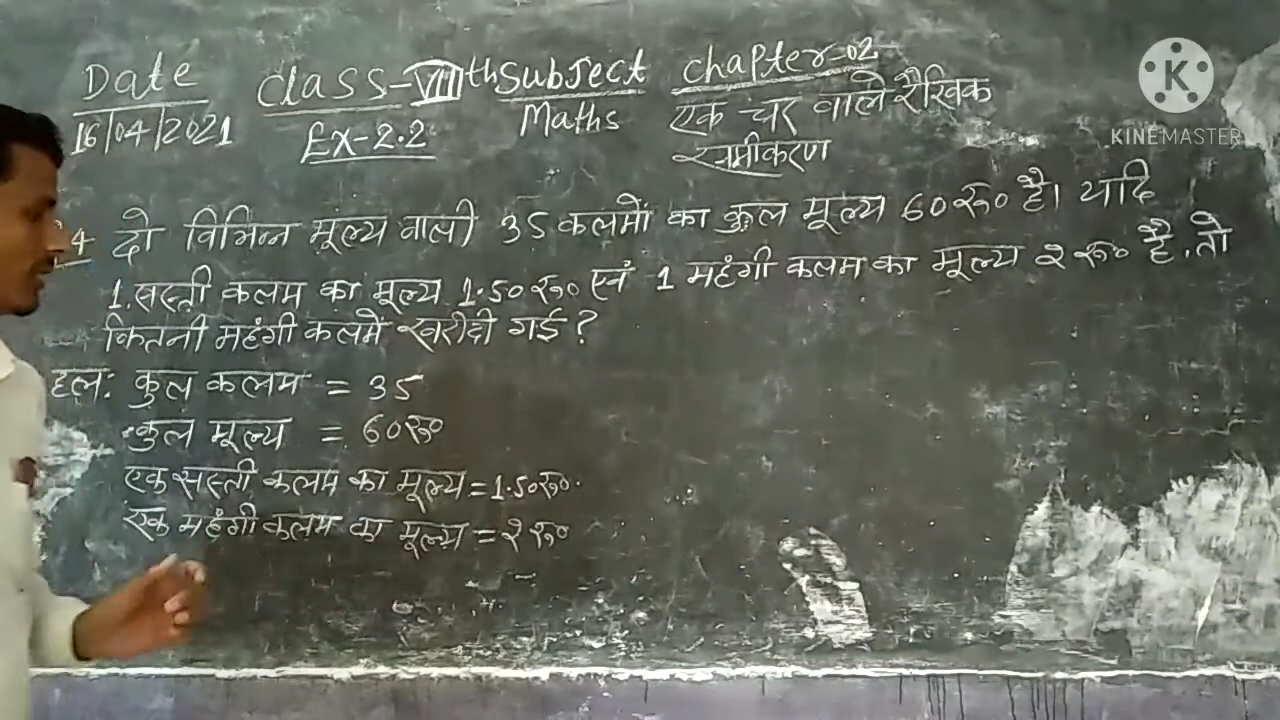 Date Class-VIIIth Subject Chapter-02
16/04/2021 Ex-2.2 Maths एक चर वाले रैखिक
समीकरण
KINEMASTER
4 दो विभिन्न मूल्य वाली 35 कलमों का कुल मूल्य 60रू० है। यदि
1 सस्ती कलम का मूल्य 1.50रू० एवं 1 महंगी कलम का मूल्य २ रू० है, तो
कितनी महंगी कलमें खरीदी गई?
हल: कुल कलम = 35
कुल मूल्य = 60रू०
एक सस्ती कलम का मूल्य = 1.50रू०.
एक महंगी कलम का मूल्य = २ रू०